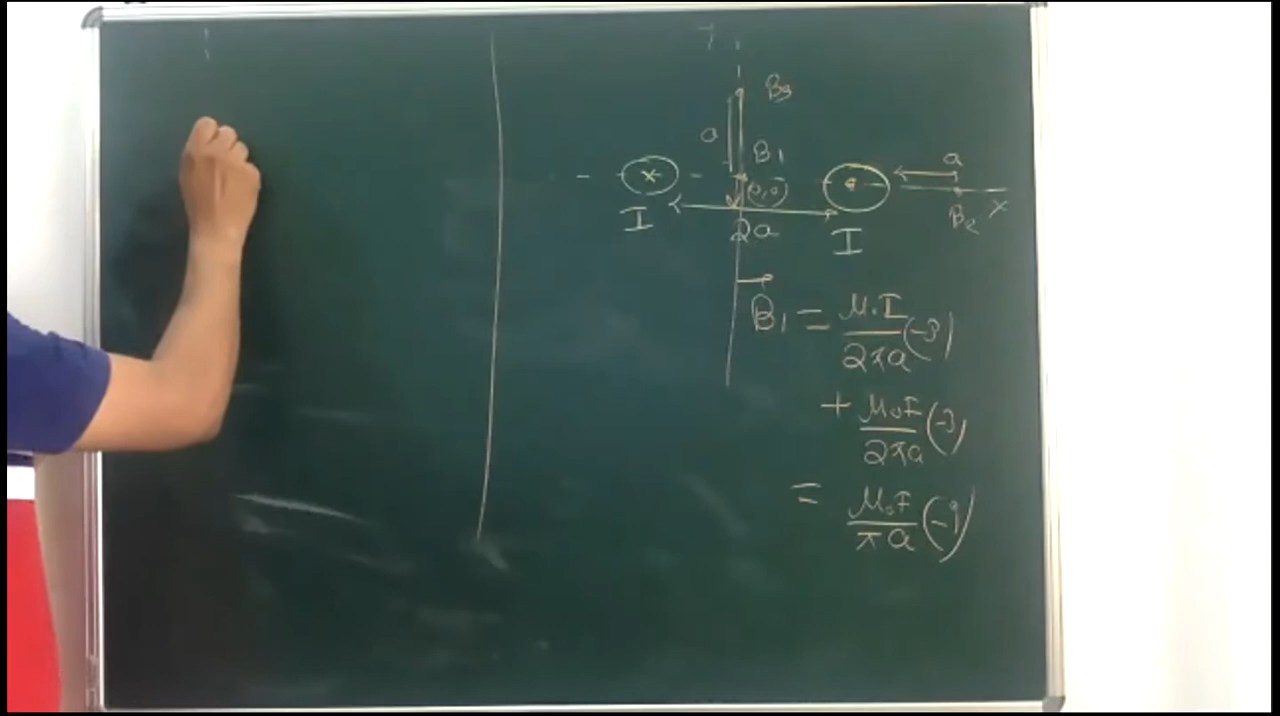 B3
a
B1
a
(0,0)
I
2a
I
B2
x
B1 = μ0I/2πa (-ĵ)
+ μ0I/2πa (-ĵ)
= μ0I/πa (-ĵ)